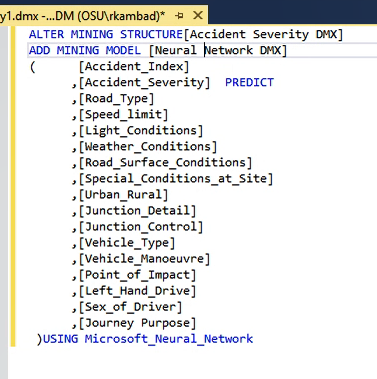 y1.dmx -...DM (OSU\rkambad)*
ALTER MINING STRUCTURE[Accident Severity DMX]
ADD MINING MODEL [Neural Network DMX]
( [Accident_Index]
,[Accident_Severity] PREDICT
,[Road_Type]
,[Speed_limit]
,[Light_Conditions]
,[Weather_Conditions]
,[Road_Surface_Conditions]
,[Special_Conditions_at_Site]
,[Urban_Rural]
,[Junction_Detail]
,[Junction_Control]
,[Vehicle_Type]
,[Vehicle_Manoeuvre]
,[Point_of_Impact]
,[Left_Hand_Drive]
,[Sex_of_Driver]
,[Journey Purpose]
)USING Microsoft_Neural_Network